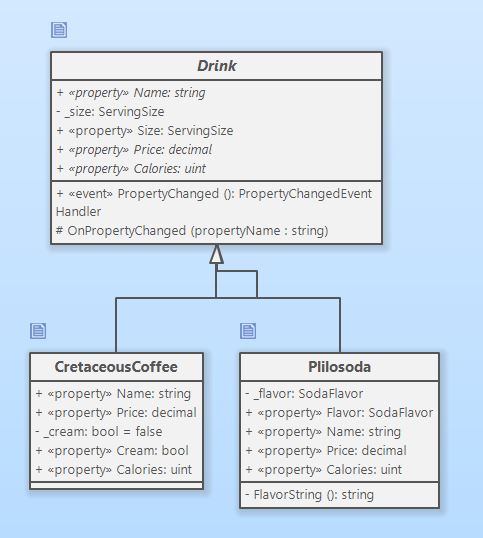 Drink
+ «property» Name: string
- _size: ServingSize
+ «property» Size: ServingSize
+ «property» Price: decimal
+ «property» Calories: uint
+ «event» PropertyChanged (): PropertyChangedEvent
Handler
# OnPropertyChanged (propertyName : string)
CretaceousCoffee
+ «property» Name: string
+ «property» Price: decimal
- _cream: bool = false
+ «property» Cream: bool
+ «property» Calories: uint
Plilosoda
- _flavor: SodaFlavor
+ «property» Flavor: SodaFlavor
+ «property» Name: string
+ «property» Price: decimal
+ «property» Calories: uint
- FlavorString (): string